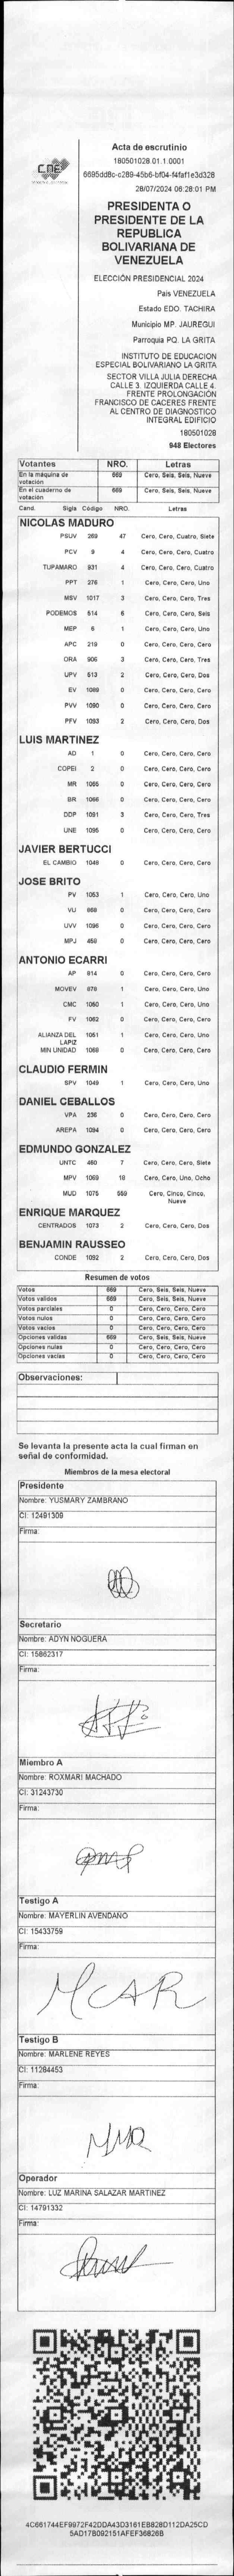 CNE
Acta de escrutinio
180501028.01.1.0001
6695dd8c-c289-45b6-bf04-f4faf1e3d328
28/07/2024 08:28:01 PM
PRESIDENTA O
PRESIDENTE DE LA
REPUBLICA
BOLIVARIANA DE
VENEZUELA
ELECCIÓN PRESIDENCIAL 2024
País VENEZUELA
Estado EDO. TACHIRA
Municipio MP. JAUREGUI
Parroquia PQ. LA GRITA
INSTITUTO DE EDUCACION
ESPECIAL BOLIVARIANO LA GRITA
SECTOR VILLA JULIA DERECHA
CALLE 3. IZQUIERDA CALLE 4.
FRENTE PROLONGACIÓN
FRANCISCO DE CACERES FRENTE
AL CENTRO DE DIAGNOSTICO
INTEGRAL EDIFICIO
180501028
948 Electores
Votantes NRO. Letras
En la máquina de votación 669 Cero, Seis, Seis, Nueve
En el cuaderno de votación 669 Cero, Seis, Seis, Nueve
Cand. Sigla Código NRO. Letras
NICOLAS MADURO
PSUV 269 47 Cero, Cero, Cuatro, Siete
PCV 9 4 Cero, Cero, Cero, Cuatro
TUPAMARO 931 4 Cero, Cero, Cero, Cuatro
PPT 276 1 Cero, Cero, Cero, Uno
MSV 1017 3 Cero, Cero, Cero, Tres
PODEMOS 514 6 Cero, Cero, Cero, Seis
MEP 6 1 Cero, Cero, Cero, Uno
APC 219 0 Cero, Cero, Cero, Cero
ORA 906 3 Cero, Cero, Cero, Tres
UPV 513 2 Cero, Cero, Cero, Dos
EV 1089 0 Cero, Cero, Cero, Cero
PVV 1090 0 Cero, Cero, Cero, Cero
PFV 1093 2 Cero, Cero, Cero, Dos
LUIS MARTINEZ
AD 1 0 Cero, Cero, Cero, Cero
COPEI 2 0 Cero, Cero, Cero, Cero
MR 1065 0 Cero, Cero, Cero, Cero
BR 1066 0 Cero, Cero, Cero, Cero
DDP 1091 3 Cero, Cero, Cero, Tres
UNE 1095 0 Cero, Cero, Cero, Cero
JAVIER BERTUCCI
EL CAMBIO 1048 0 Cero, Cero, Cero, Cero
JOSE BRITO
PV 1053 1 Cero, Cero, Cero, Uno
VU 868 0 Cero, Cero, Cero, Cero
UVV 1096 0 Cero, Cero, Cero, Cero
MPJ 459 0 Cero, Cero, Cero, Cero
ANTONIO ECARRI
AP 814 0 Cero, Cero, Cero, Cero
MOVEV 878 1 Cero, Cero, Cero, Uno
CMC 1050 1 Cero, Cero, Cero, Uno
FV 1062 0 Cero, Cero, Cero, Cero
ALIANZA DEL LAPIZ 1051 1 Cero, Cero, Cero, Uno
MIN UNIDAD 1068 0 Cero, Cero, Cero, Cero
CLAUDIO FERMIN
SPV 1049 1 Cero, Cero, Cero, Uno
DANIEL CEBALLOS
VPA 236 0 Cero, Cero, Cero, Cero
AREPA 1094 0 Cero, Cero, Cero, Cero
EDMUNDO GONZALEZ
UNTC 460 7 Cero, Cero, Cero, Siete
MPV 1069 18 Cero, Cero, Uno, Ocho
MUD 1075 559 Cero, Cinco, Cinco, Nueve
ENRIQUE MARQUEZ
CENTRADOS 1073 2 Cero, Cero, Cero, Dos
BENJAMIN RAUSSEO
CONDE 1092 2 Cero, Cero, Cero, Dos
Resumen de votos
Votos 669 Cero, Seis, Seis, Nueve
Votos validos 669 Cero, Seis, Seis, Nueve
Votos parciales 0 Cero, Cero, Cero, Cero
Votos nulos 0 Cero, Cero, Cero, Cero
Votos vacios 0 Cero, Cero, Cero, Cero
Opciones validas 669 Cero, Seis, Seis, Nueve
Opciones nulas 0 Cero, Cero, Cero, Cero
Opciones vacias 0 Cero, Cero, Cero, Cero
Observaciones:
Se levanta la presente acta la cual firman en
señal de conformidad.
Miembros de la mesa electoral
Presidente
Nombre: YUSMARY ZAMBRANO
CI: 12491309
Firma:
Secretario
Nombre: ADYN NOGUERA
CI: 15862317
Firma:
Miembro A
Nombre: ROXMARI MACHADO
CI: 31243730
Firma:
Testigo A
Nombre: MAYERLIN AVENDAÑO
CI: 15433759
Firma:
MCAR
Testigo B
Nombre: MARLENE REYES
CI: 11284453
Firma:
Operador
Nombre: LUZ MARINA SALAZAR MARTINEZ
CI: 14791332
Firma:
4C661744EF9972F42DDA43D3161EB828D112DA25CD
5AD17B092151AFEF36826B